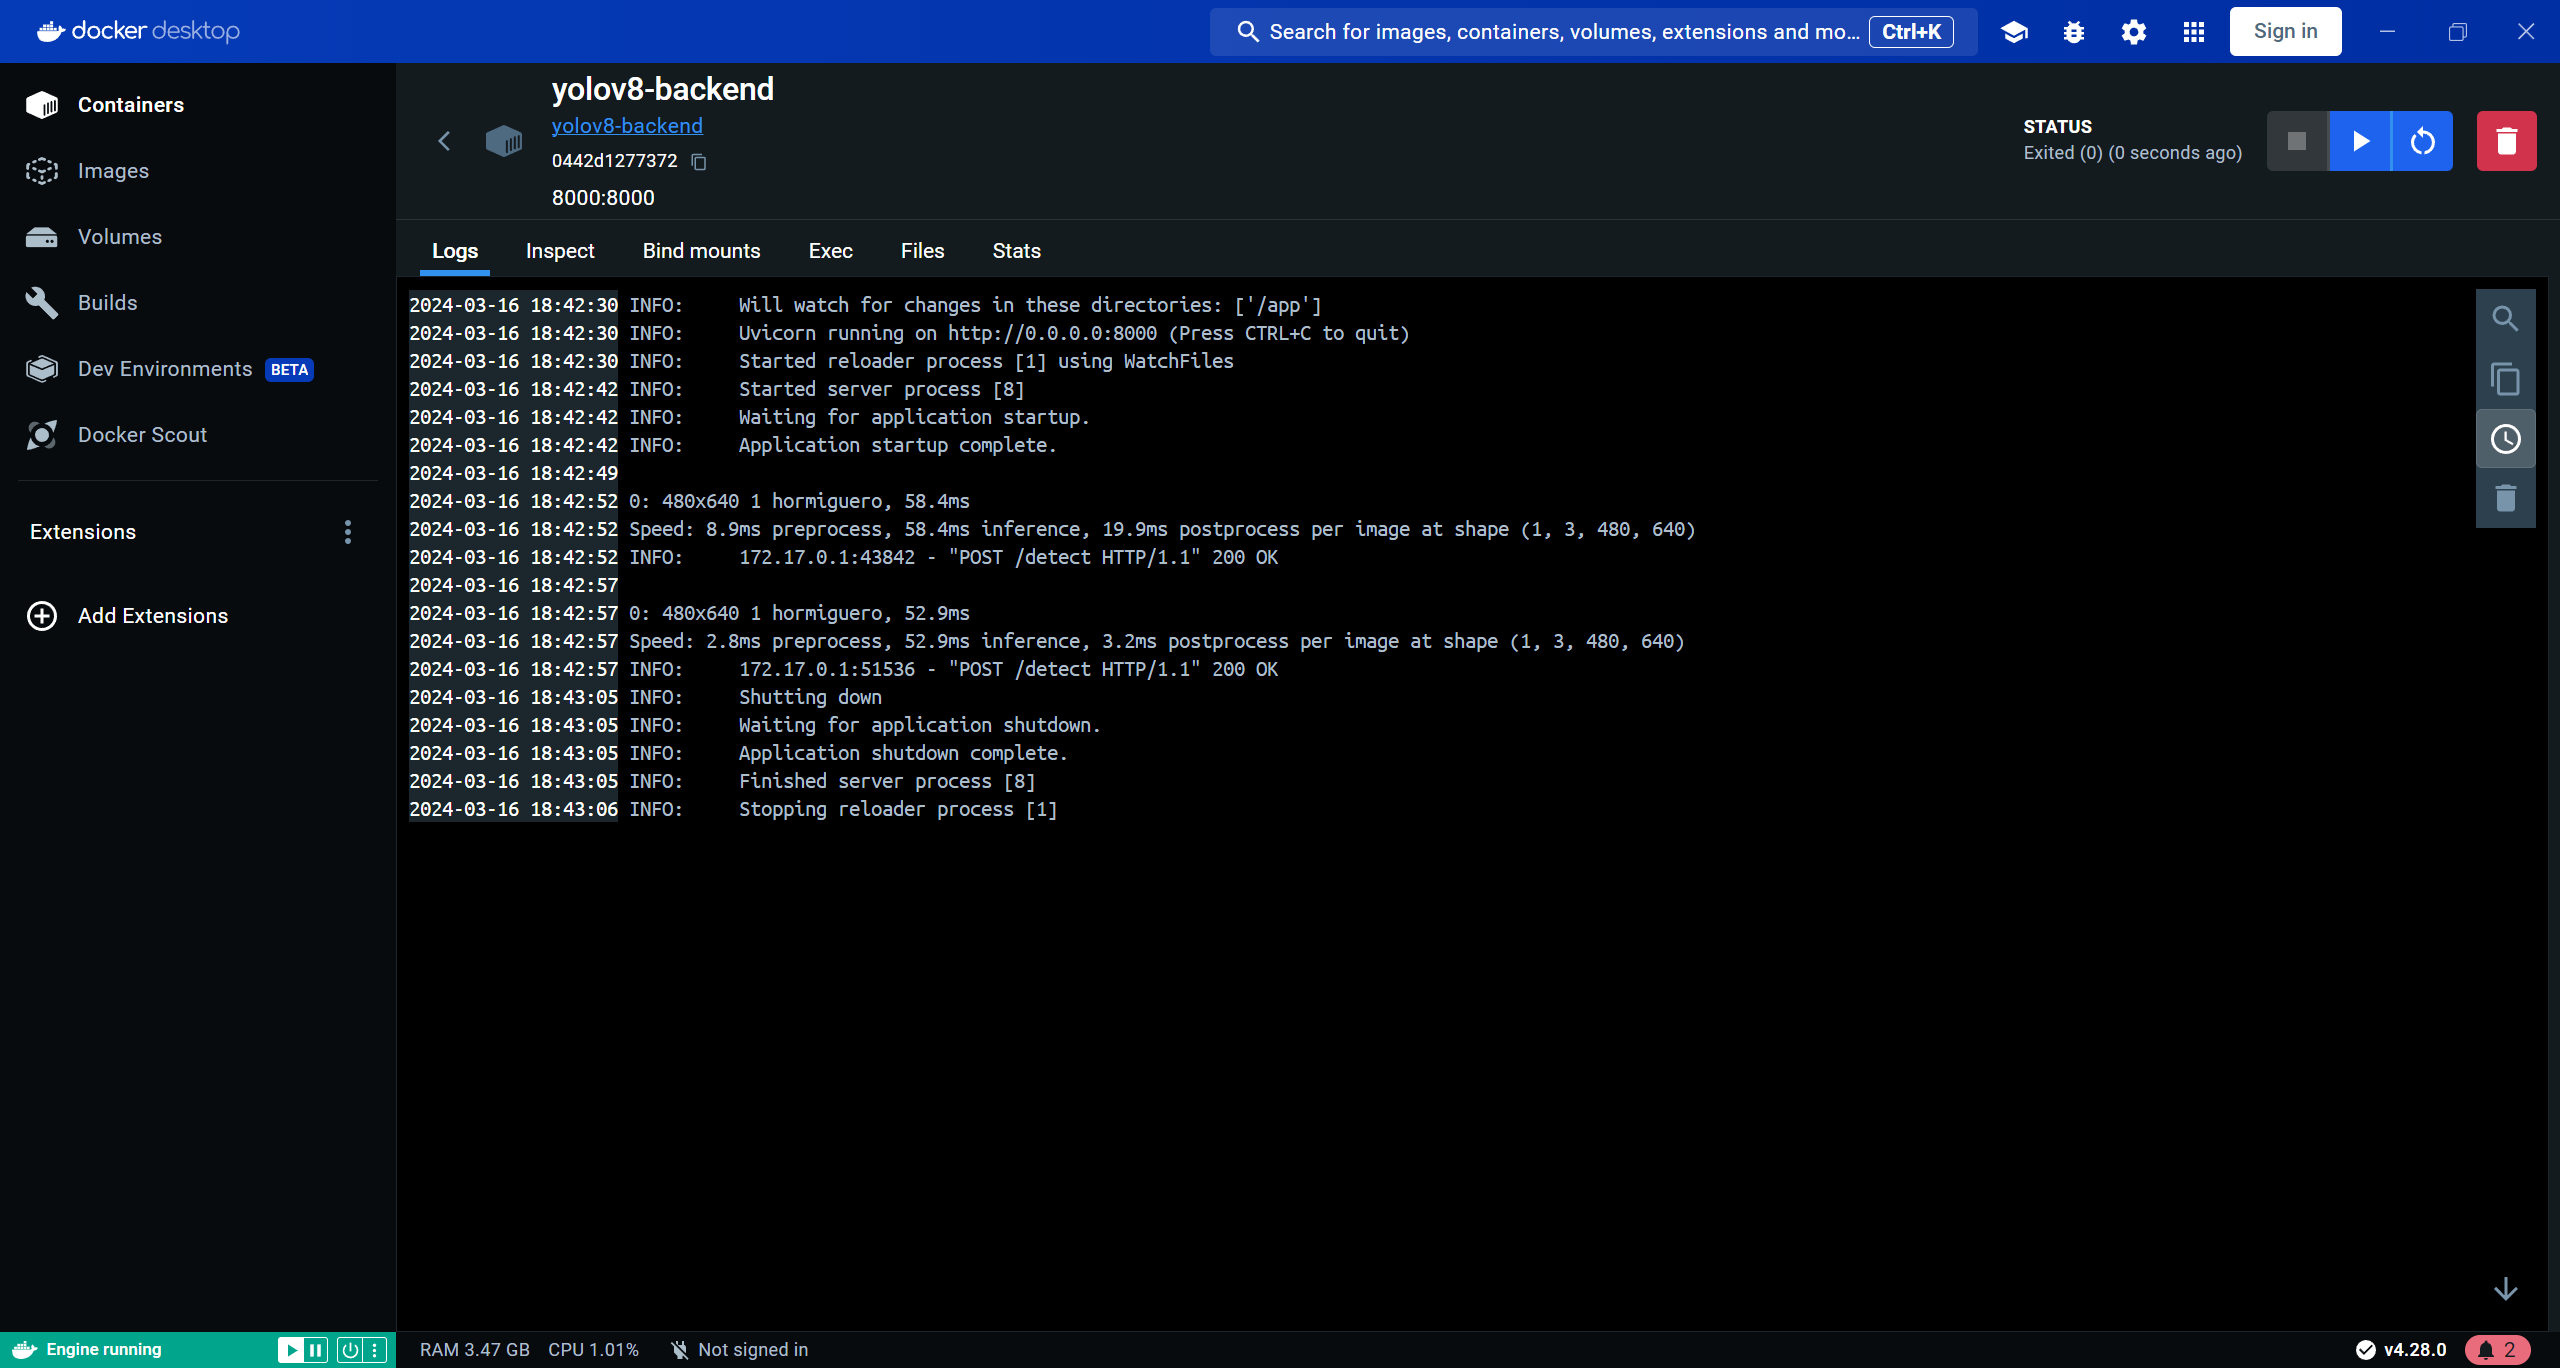 docker desktop
Search for images, containers, volumes, extensions and mo... Ctrl+K
Sign in
Containers
Images
Volumes
Builds
Dev Environments BETA
Docker Scout
Extensions
Add Extensions
yolov8-backend
yolov8-backend
0442d1277372
8000:8000
STATUS
Exited (0) (0 seconds ago)
Logs Inspect Bind mounts Exec Files Stats
2024-03-16 18:42:30 INFO: Will watch for changes in these directories: ['/app']
2024-03-16 18:42:30 INFO: Uvicorn running on http://0.0.0.0:8000 (Press CTRL+C to quit)
2024-03-16 18:42:30 INFO: Started reloader process [1] using WatchFiles
2024-03-16 18:42:42 INFO: Started server process [8]
2024-03-16 18:42:42 INFO: Waiting for application startup.
2024-03-16 18:42:42 INFO: Application startup complete.
2024-03-16 18:42:49
2024-03-16 18:42:52 0: 480x640 1 hormiguero, 58.4ms
2024-03-16 18:42:52 Speed: 8.9ms preprocess, 58.4ms inference, 19.9ms postprocess per image at shape (1, 3, 480, 640)
2024-03-16 18:42:52 INFO: 172.17.0.1:43842 - "POST /detect HTTP/1.1" 200 OK
2024-03-16 18:42:57
2024-03-16 18:42:57 0: 480x640 1 hormiguero, 52.9ms
2024-03-16 18:42:57 Speed: 2.8ms preprocess, 52.9ms inference, 3.2ms postprocess per image at shape (1, 3, 480, 640)
2024-03-16 18:42:57 INFO: 172.17.0.1:51536 - "POST /detect HTTP/1.1" 200 OK
2024-03-16 18:43:05 INFO: Shutting down
2024-03-16 18:43:05 INFO: Waiting for application shutdown.
2024-03-16 18:43:05 INFO: Application shutdown complete.
2024-03-16 18:43:05 INFO: Finished server process [8]
2024-03-16 18:43:06 INFO: Stopping reloader process [1]
Engine running
RAM 3.47 GB CPU 1.01% Not signed in
v4.28.0
2